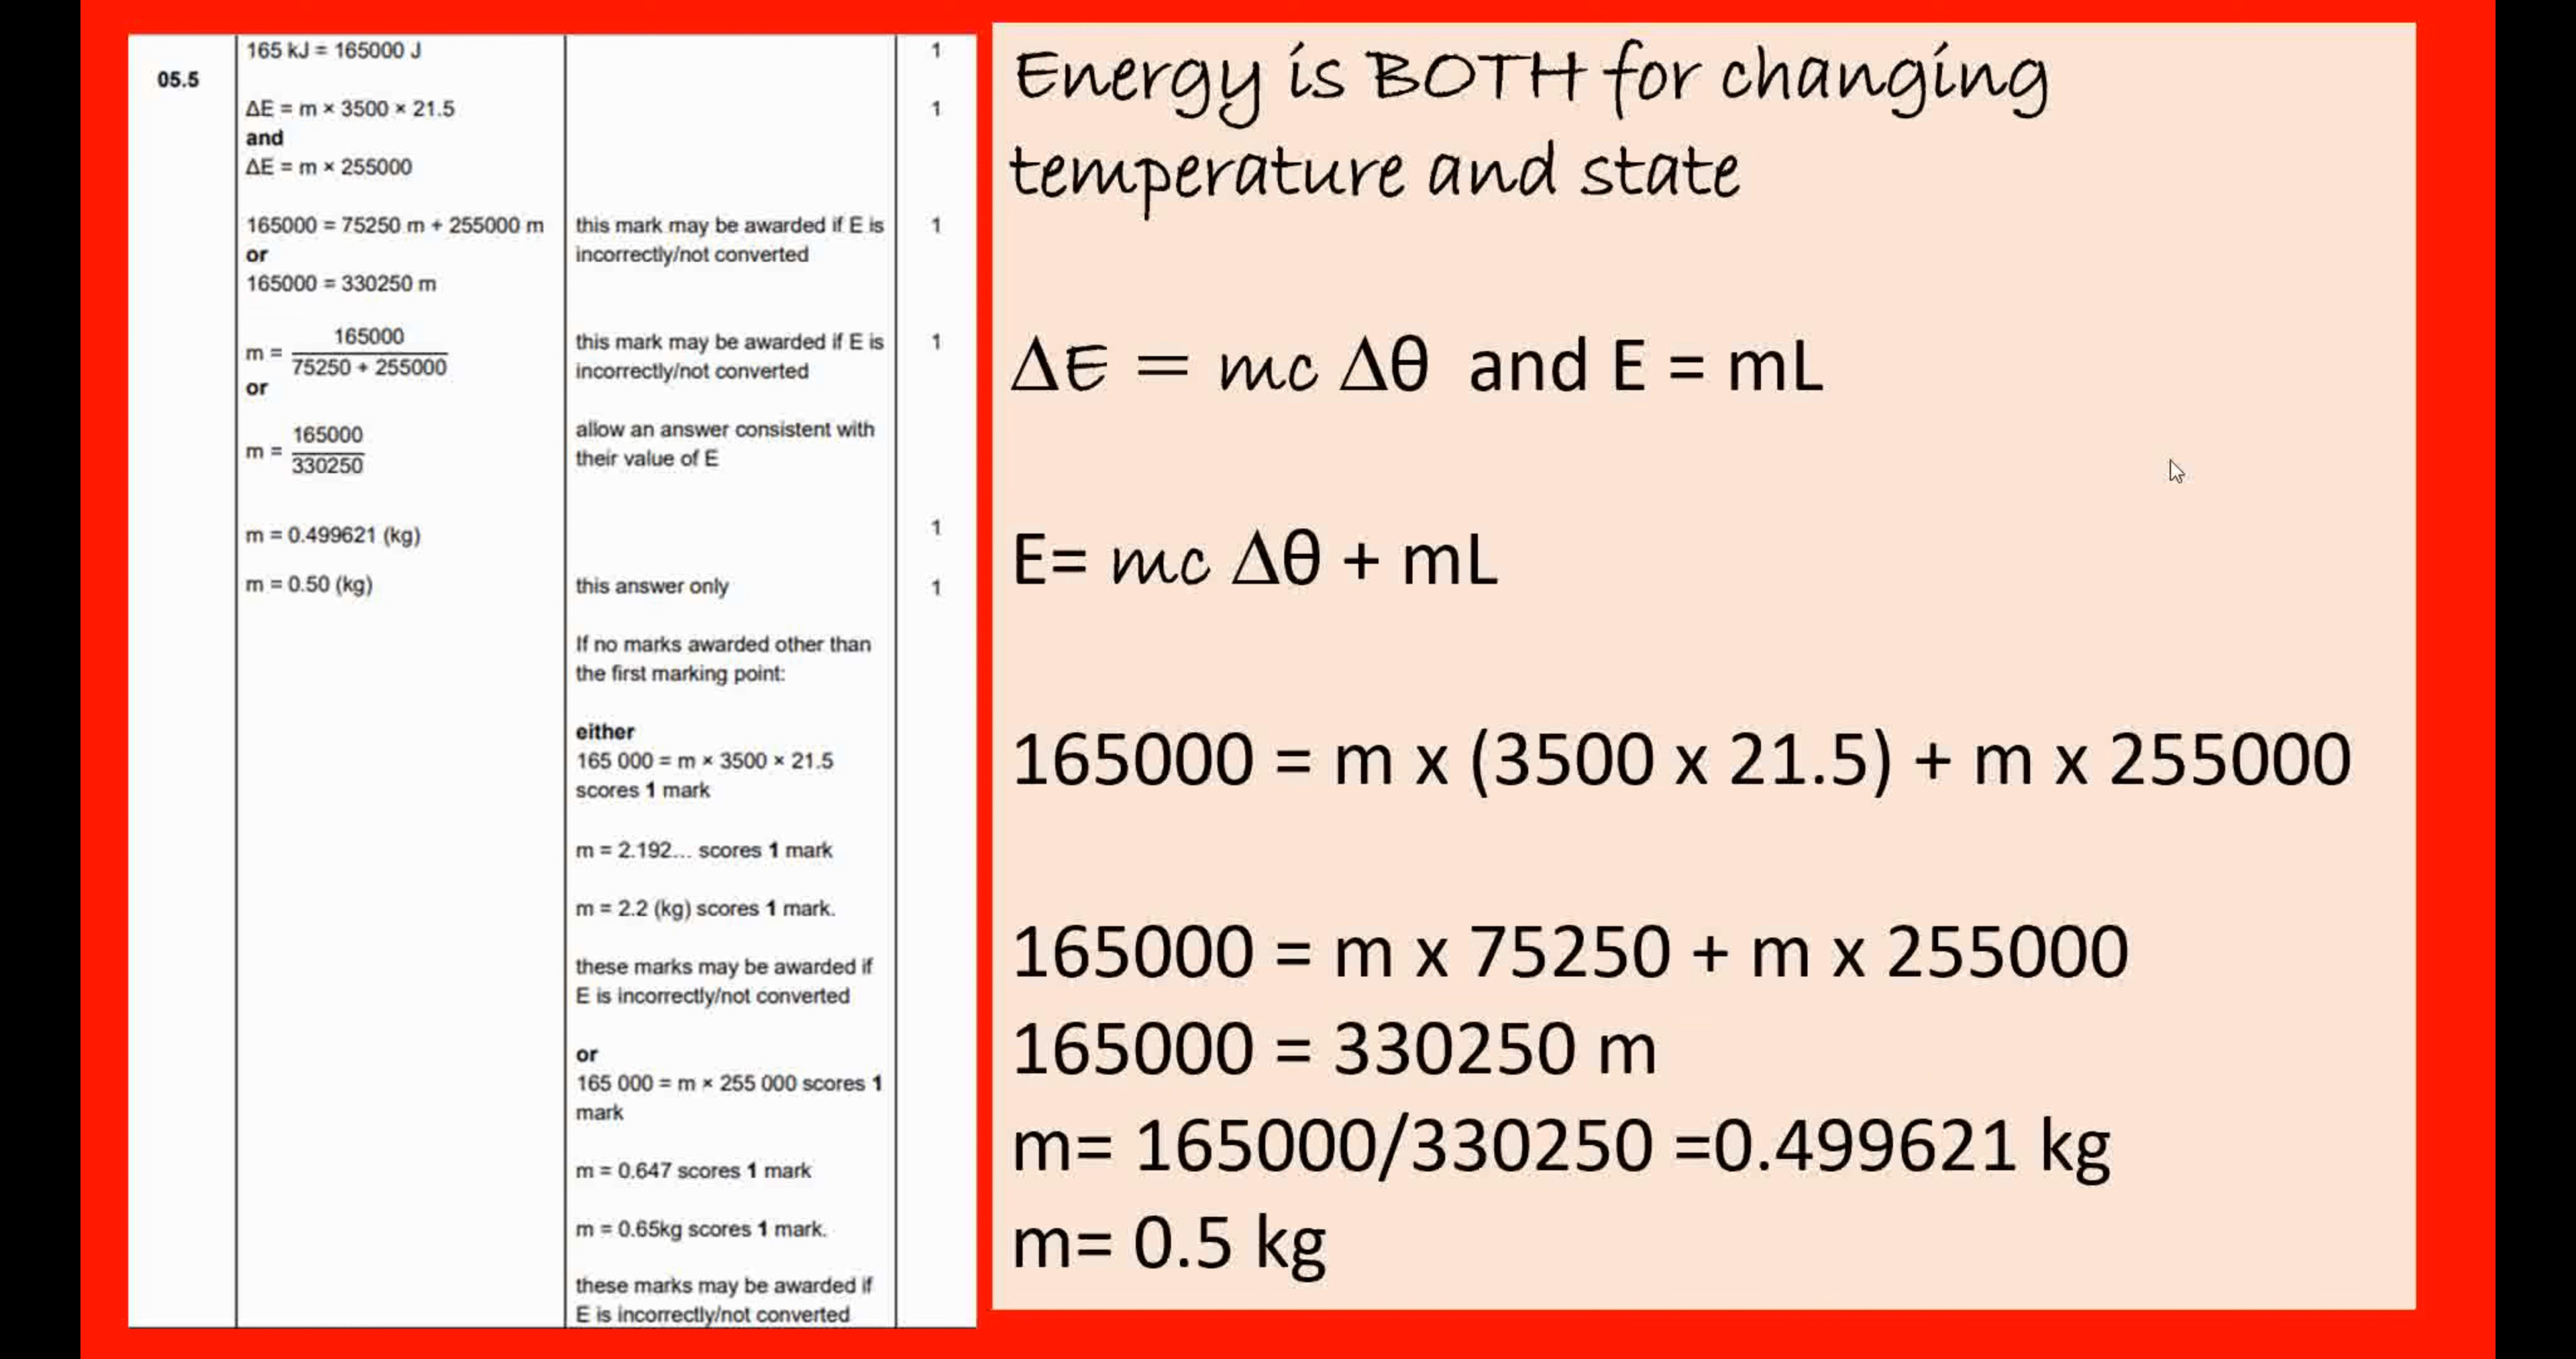 05.5
165 kJ = 165000 J
1
ΔE = m × 3500 × 21.5
1
and
ΔE = m × 255000
165000 = 75250 m + 255000 m
this mark may be awarded if E is
1
or
incorrectly/not converted
165000 = 330250 m
m = 165000 / 75250 + 255000
this mark may be awarded if E is
1
incorrectly/not converted
or
m = 165000 / 330250
allow an answer consistent with
their value of E
m = 0.499621 (kg)
1
m = 0.50 (kg)
this answer only
1
If no marks awarded other than
the first marking point:
either
165 000 = m × 3500 × 21.5
scores 1 mark
m = 2.192... scores 1 mark
m = 2.2 (kg) scores 1 mark.
these marks may be awarded if
E is incorrectly/not converted
or
165 000 = m × 255 000 scores 1
mark
m = 0.647 scores 1 mark
m = 0.65kg scores 1 mark.
these marks may be awarded if
E is incorrectly/not converted
Energy is BOTH for changing
temperature and state
ΔE = mc Δθ and E = mL
E= mc Δθ + mL
165000 = m x (3500 x 21.5) + m x 255000
165000 = m x 75250 + m x 255000
165000 = 330250 m
m= 165000/330250 =0.499621 kg
m= 0.5 kg